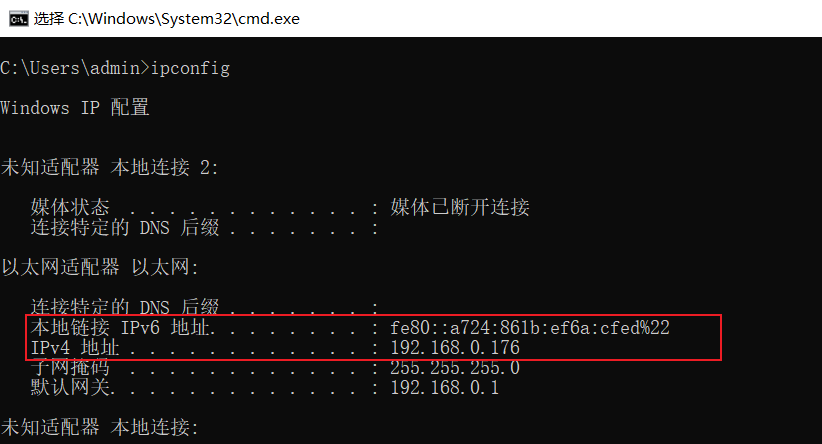 选择 C:\Windows\System32\cmd.exe
C:\Users\admin>ipconfig
Windows IP 配置
未知适配器 本地连接 2:
媒体状态 . . . . . . . . . . . . : 媒体已断开连接
连接特定的 DNS 后缀 . . . . . . . :
以太网适配器 以太网:
连接特定的 DNS 后缀 . . . . . . . :
本地链接 IPv6 地址. . . . . . . . : fe80::a724:861b:ef6a:cfed%22
IPv4 地址 . . . . . . . . . . . . : 192.168.0.176
子网掩码 . . . . . . . . . . . . : 255.255.255.0
默认网关. . . . . . . . . . . . . : 192.168.0.1
未知适配器 本地连接: